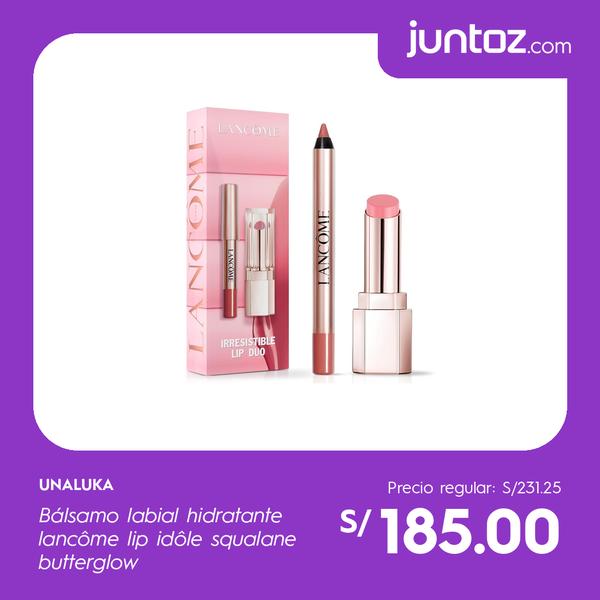 juntoz.com
LANCÔME
LANCÔME
LANCÔME
IRRESISTIBLE
LIP DUO
LANCÔME
UNALUKA
Bálsamo labial hidratante
lancôme lip idôle squalane
butterglow
Precio regular: S/231.25
S/185.00